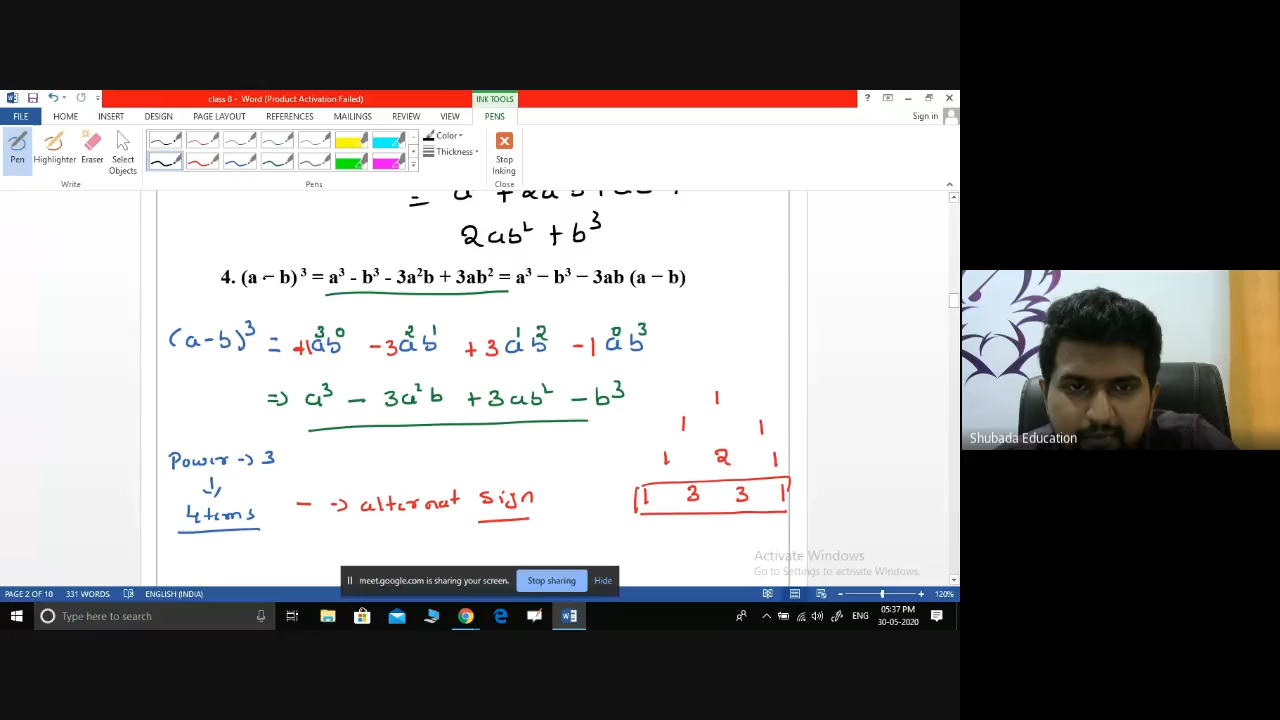 class 8 - Word (Product Activation Failed)
INK TOOLS
Sign in
FILE HOME INSERT DESIGN PAGE LAYOUT REFERENCES MAILINGS REVIEW VIEW PENS
Color
Thickness
Pen Highlighter Eraser Select Objects Stop Inking
Write Pens Close
2ab² + b³
4. (a − b)³ = a³ - b³ - 3a²b + 3ab² = a³ − b³ − 3ab (a − b)
(a-b)³ = +1a³b⁰ -3a²b¹ +3a¹b² -1a⁰b³
=> a³ - 3a²b + 3ab² - b³
1
1 1
1 2 1
1 3 3 1
Power -> 3
↓
4 terms
- -> alternat sign
Shubada Education
Activate Windows
Go to Settings to activate Windows.
meet.google.com is sharing your screen. Stop sharing Hide
PAGE 2 OF 10 331 WORDS ENGLISH (INDIA) 120%
Type here to search
ENG
05:37 PM
30-05-2020